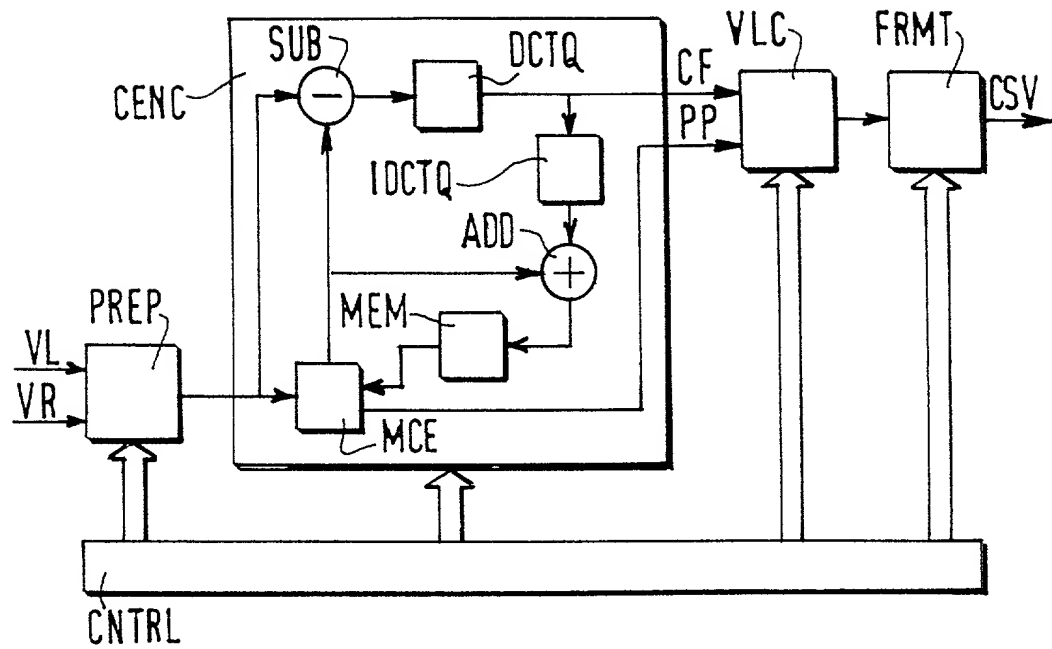 SUB
DCTQ
VLC
FRMT
CENC
CF
CSV
PP
IDCTQ
ADD
PREP
MEM
VL
VR
MCE
CNTRL